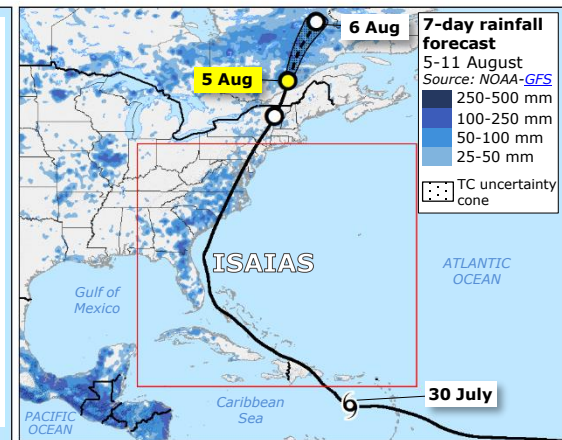 6 Aug
5 Aug
7-day rainfall
forecast
5-11 August
Source: NOAA-GFS
250-500 mm
100-250 mm
50-100 mm
25-50 mm
TC uncertainty
cone
ISAIAS
ATLANTIC
OCEAN
Gulf of
Mexico
30 July
Caribbean
Sea
PACIFIC
OCEAN